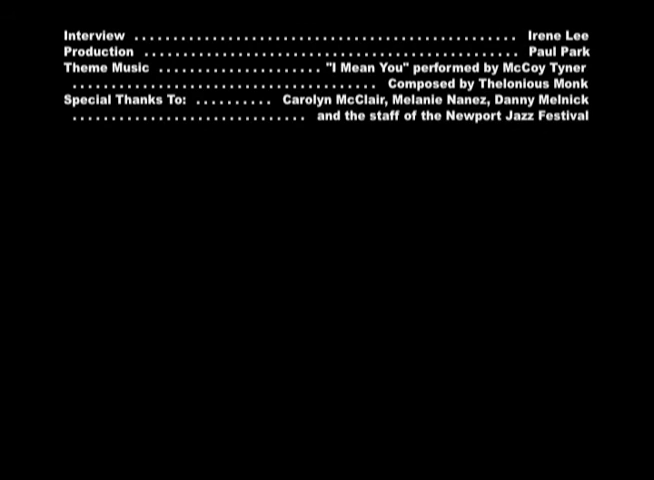 Interview ................................................. Irene Lee
Production ................................................ Paul Park
Theme Music ..................... "I Mean You" performed by McCoy Tyner
....................................... Composed by Thelonious Monk
Special Thanks To: .......... Carolyn McClair, Melanie Nanez, Danny Melnick
.............................. and the staff of the Newport Jazz Festival